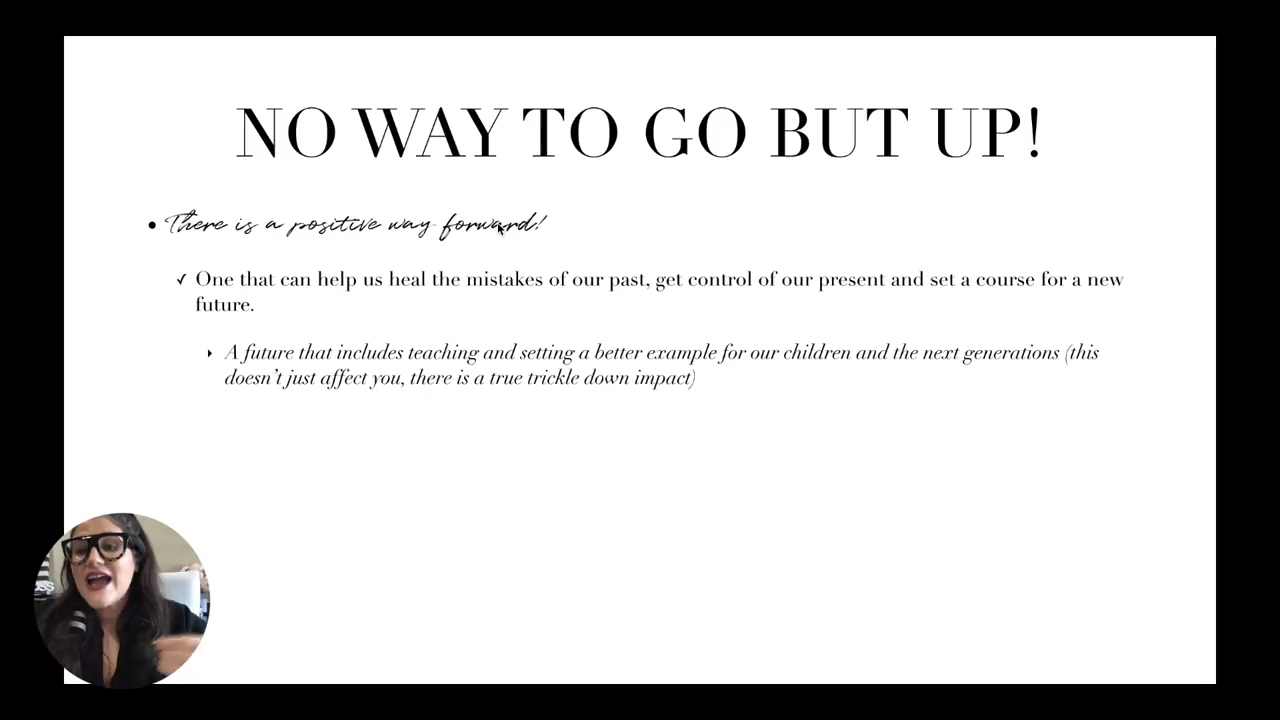 NO WAY TO GO BUT UP!
• There is a positive way forward!
✓ One that can help us heal the mistakes of our past, get control of our present and set a course for a new
future.
‣ A future that includes teaching and setting a better example for our children and the next generations (this
doesn’t just affect you, there is a true trickle down impact)